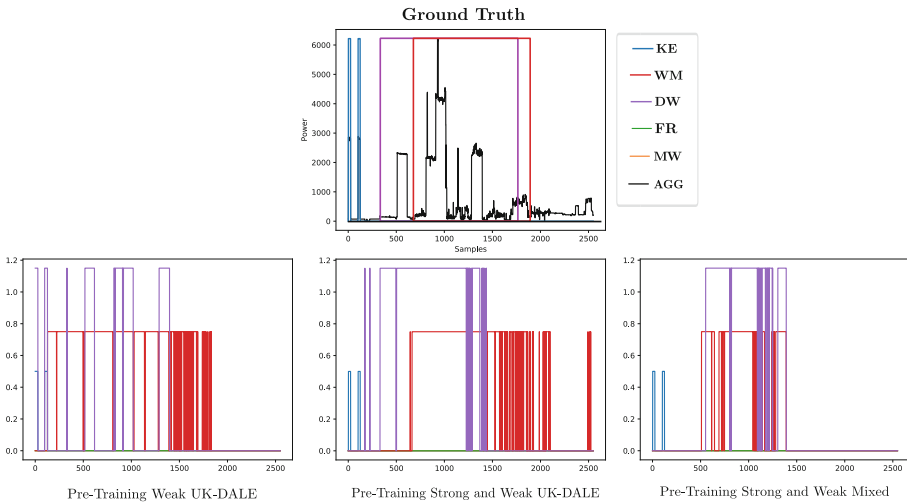 Ground Truth
6000
5000
4000
3000
2000
1000
0
Power
0 500 1000 1500 2000 2500
Samples
KE
WM
DW
FR
MW
AGG
1.2
1.0
0.8
0.6
0.4
0.2
0.0
0 500 1000 1500 2000 2500
Pre-Training Weak UK-DALE
1.2
1.0
0.8
0.6
0.4
0.2
0.0
0 500 1000 1500 2000 2500
Pre-Training Strong and Weak UK-DALE
1.2
1.0
0.8
0.6
0.4
0.2
0.0
0 500 1000 1500 2000 2500
Pre-Training Strong and Weak Mixed